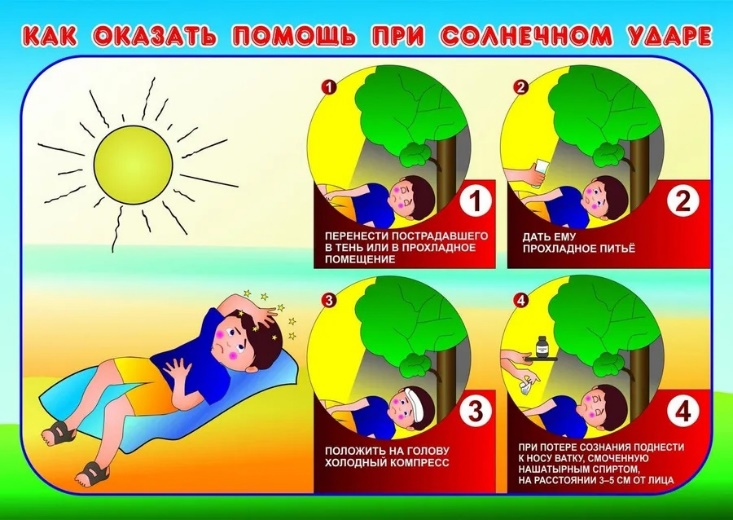 КАК ОКАЗАТЬ ПОМОЩЬ ПРИ СОЛНЕЧНОМ УДАРЕ
1
1
ПЕРЕНЕСТИ ПОСТРАДАВШЕГО
В ТЕНЬ ИЛИ В ПРОХЛАДНОЕ
ПОМЕЩЕНИЕ
2
2
ДАТЬ ЕМУ
ПРОХЛАДНОЕ ПИТЬЁ
3
3
ПОЛОЖИТЬ НА ГОЛОВУ
ХОЛОДНЫЙ КОМПРЕСС
4
4
ПРИ ПОТЕРЕ СОЗНАНИЯ ПОДНЕСТИ
К НОСУ ВАТКУ, СМОЧЕННУЮ
НАШАТЫРНЫМ СПИРТОМ,
НА РАССТОЯНИИ 3–5 СМ ОТ ЛИЦА